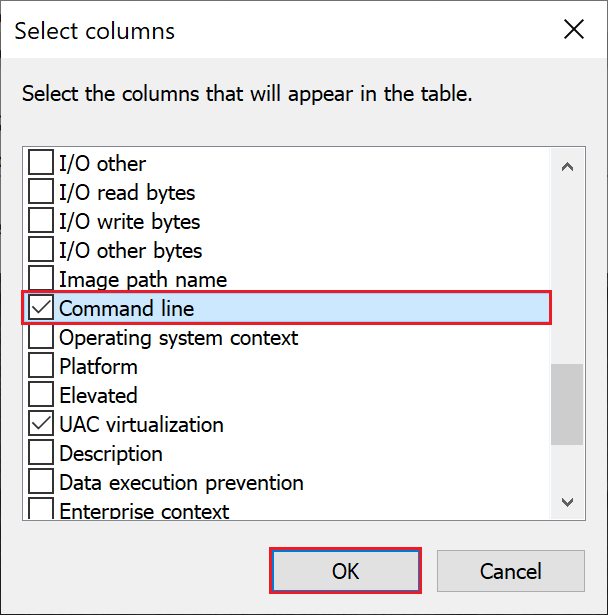 Select columns
Select the columns that will appear in the table.
I/O other
I/O read bytes
I/O write bytes
I/O other bytes
Image path name
Command line
Operating system context
Platform
Elevated
UAC virtualization
Description
Data execution prevention
Enterprise context
OK Cancel